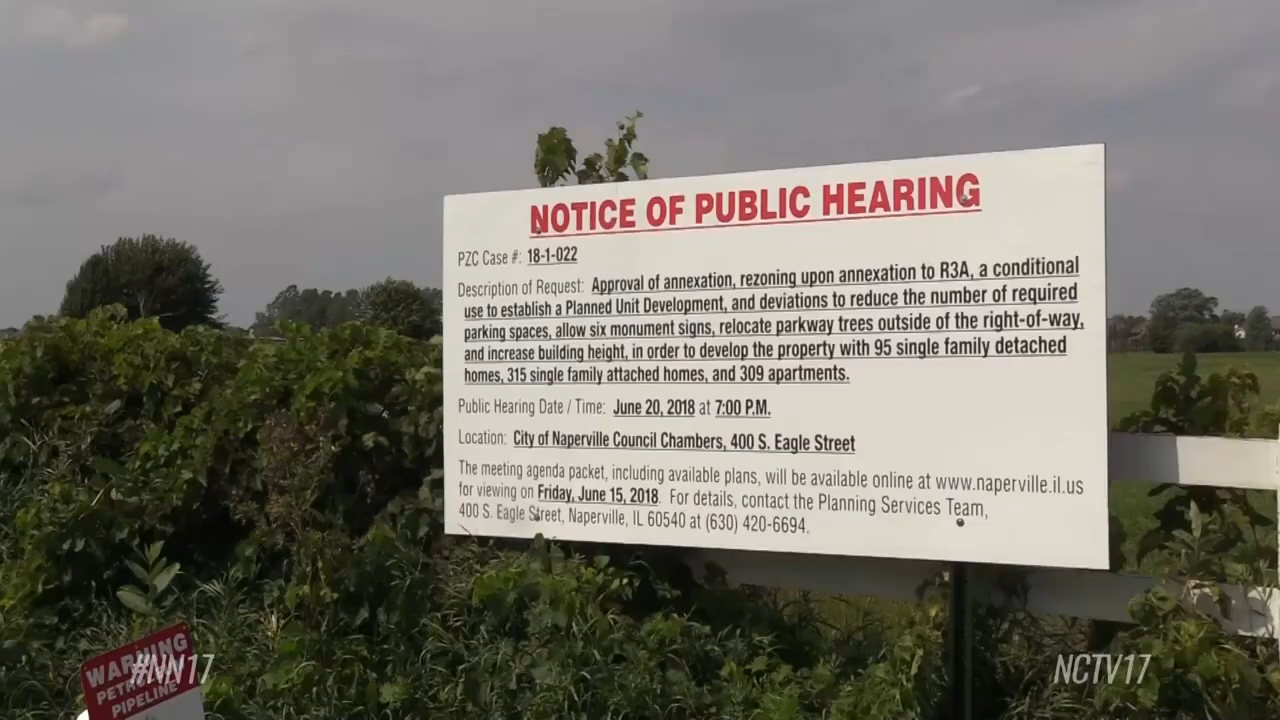 NOTICE OF PUBLIC HEARING
PZC Case #: 18-1-022
Description of Request: Approval of annexation, rezoning upon annexation to R3A, a conditional
use to establish a Planned Unit Development, and deviations to reduce the number of required
parking spaces, allow six monument signs, relocate parkway trees outside of the right-of-way,
and increase building height, in order to develop the property with 95 single family detached
homes, 315 single family attached homes, and 309 apartments.
Public Hearing Date / Time: June 20, 2018 at 7:00 P.M.
Location: City of Naperville Council Chambers, 400 S. Eagle Street
The meeting agenda packet, including available plans, will be available online at www.naperville.il.us
for viewing on Friday, June 15, 2018. For details, contact the Planning Services Team,
400 S. Eagle Street, Naperville, IL 60540 at (630) 420-6694.
WARNING
PIPELINE
#NN17
NCTV17